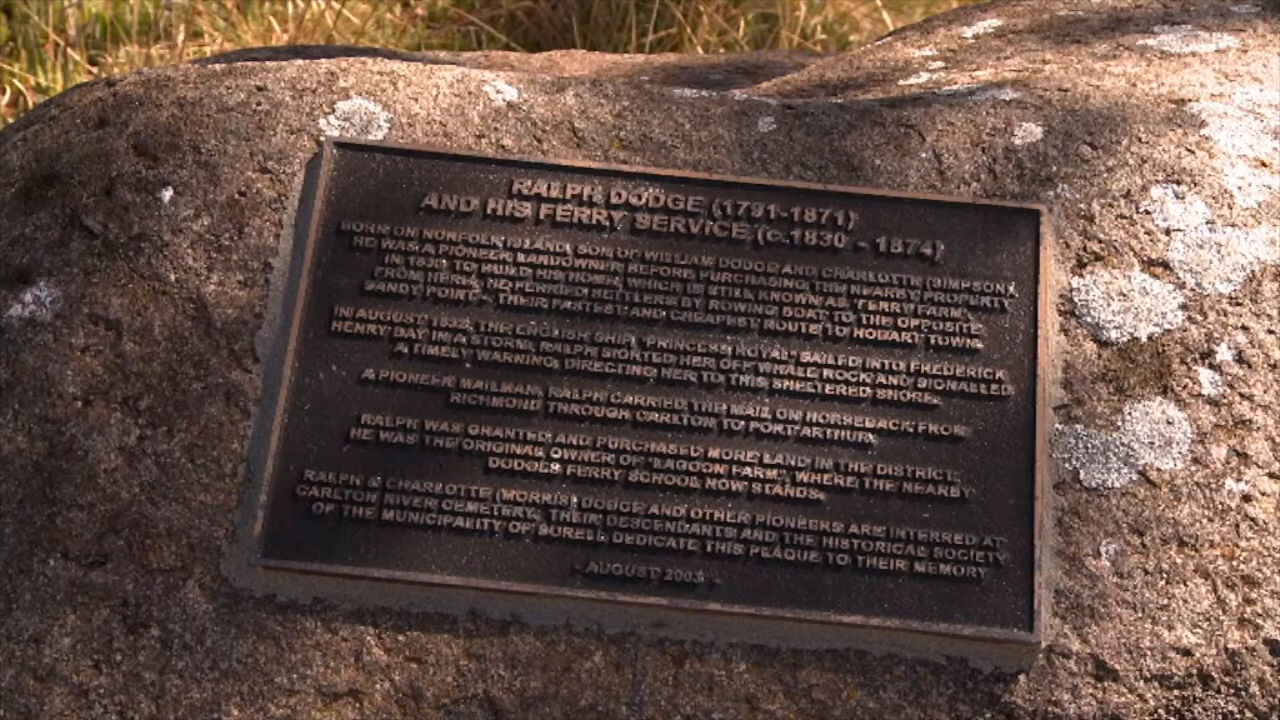 RALPH DODGE (1791-1871)
AND HIS FERRY SERVICE (c.1830 - 1874)
BORN ON NORFOLK ISLAND, SON OF WILLIAM DODGE AND CHARLOTTE (SIMPSON),
HE WAS A PIONEER LANDOWNER BEFORE PURCHASING THE NEARBY PROPERTY
IN 1830 TO BUILD HIS HOME, WHICH IS STILL KNOWN AS 'FERRY FARM'.
FROM HERE, HE FERRIED SETTLERS BY ROWING BOAT TO THE OPPOSITE
SANDY POINT - THEIR FASTEST AND CHEAPEST ROUTE TO HOBART TOWN.
IN AUGUST 1832, THE ENGLISH SHIP, 'PRINCESS ROYAL' SAILED INTO FREDERICK
HENRY BAY IN A STORM. RALPH SIGHTED HER OFF WHALE ROCK AND SIGNALLED
A TIMELY WARNING, DIRECTING HER TO THIS SHELTERED SHORE.
A PIONEER MAILMAN, RALPH CARRIED THE MAIL ON HORSEBACK FROM
RICHMOND THROUGH CARLTON TO PORT ARTHUR.
RALPH WAS GRANTED AND PURCHASED MORE LAND IN THE DISTRICT.
HE WAS THE ORIGINAL OWNER OF 'LAGOON FARM', WHERE THE NEARBY
DODGES FERRY SCHOOL NOW STANDS.
RALPH & CHARLOTTE (MORRIS) DODGE AND OTHER PIONEERS ARE INTERRED AT
CARLTON RIVER CEMETERY. THEIR DESCENDANTS AND THE HISTORICAL SOCIETY
OF THE MUNICIPALITY OF SORELL DEDICATE THIS PLAQUE TO THEIR MEMORY
- AUGUST 2003 -